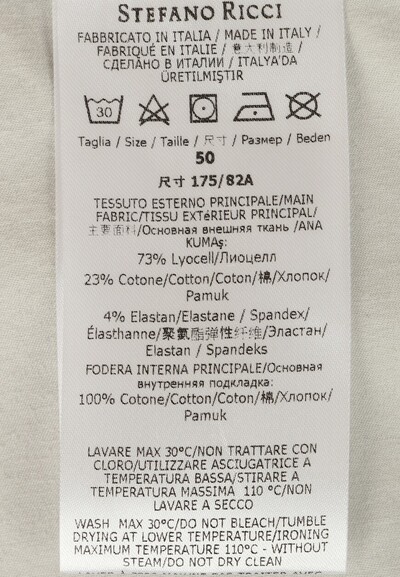 STEFANO RICCI
FABBRICATO IN ITALIA / MADE IN ITALY /
FABRIQUÉ EN ITALIE / 意大利制造 /
СДЕЛАНО В ИТАЛИИ / ITALYA'DA
ÜRETILMIŞTIR
30
Taglia / Size / Taille / 尺寸 / Размер / Beden
50
尺寸 175/82A
TESSUTO ESTERNO PRINCIPALE/MAIN
FABRIC/TISSU EXTéRIEUR PRINCIPAL/
主要面料/Основная внешняя ткань /ANA
KUMAş:
73% Lyocell/Лиоцелл
23% Cotone/Cotton/Coton/棉/Хлопок/
Pamuk
4% Elastan/Elastane / Spandex/
Élasthanne/聚氨酯弹性纤维/Эластан/
Elastan / Spandeks
FODERA INTERNA PRINCIPALE/Основная
внутренняя подкладка:
100% Cotone/Cotton/Coton/棉/Хлопок/
Pamuk
LAVARE MAX 30°C/NON TRATTARE CON
CLORO/UTILIZZARE ASCIUGATRICE A
TEMPERATURA BASSA/STIRARE A
TEMPERATURA MASSIMA 110 °C/NON
LAVARE A SECCO
WASH MAX 30°C/DO NOT BLEACH/TUMBLE
DRYING AT LOWER TEMPERATURE/IRONING
MAXIMUM TEMPERATURE 110°C - WITHOUT
STEAM/DO NOT DRY CLEAN